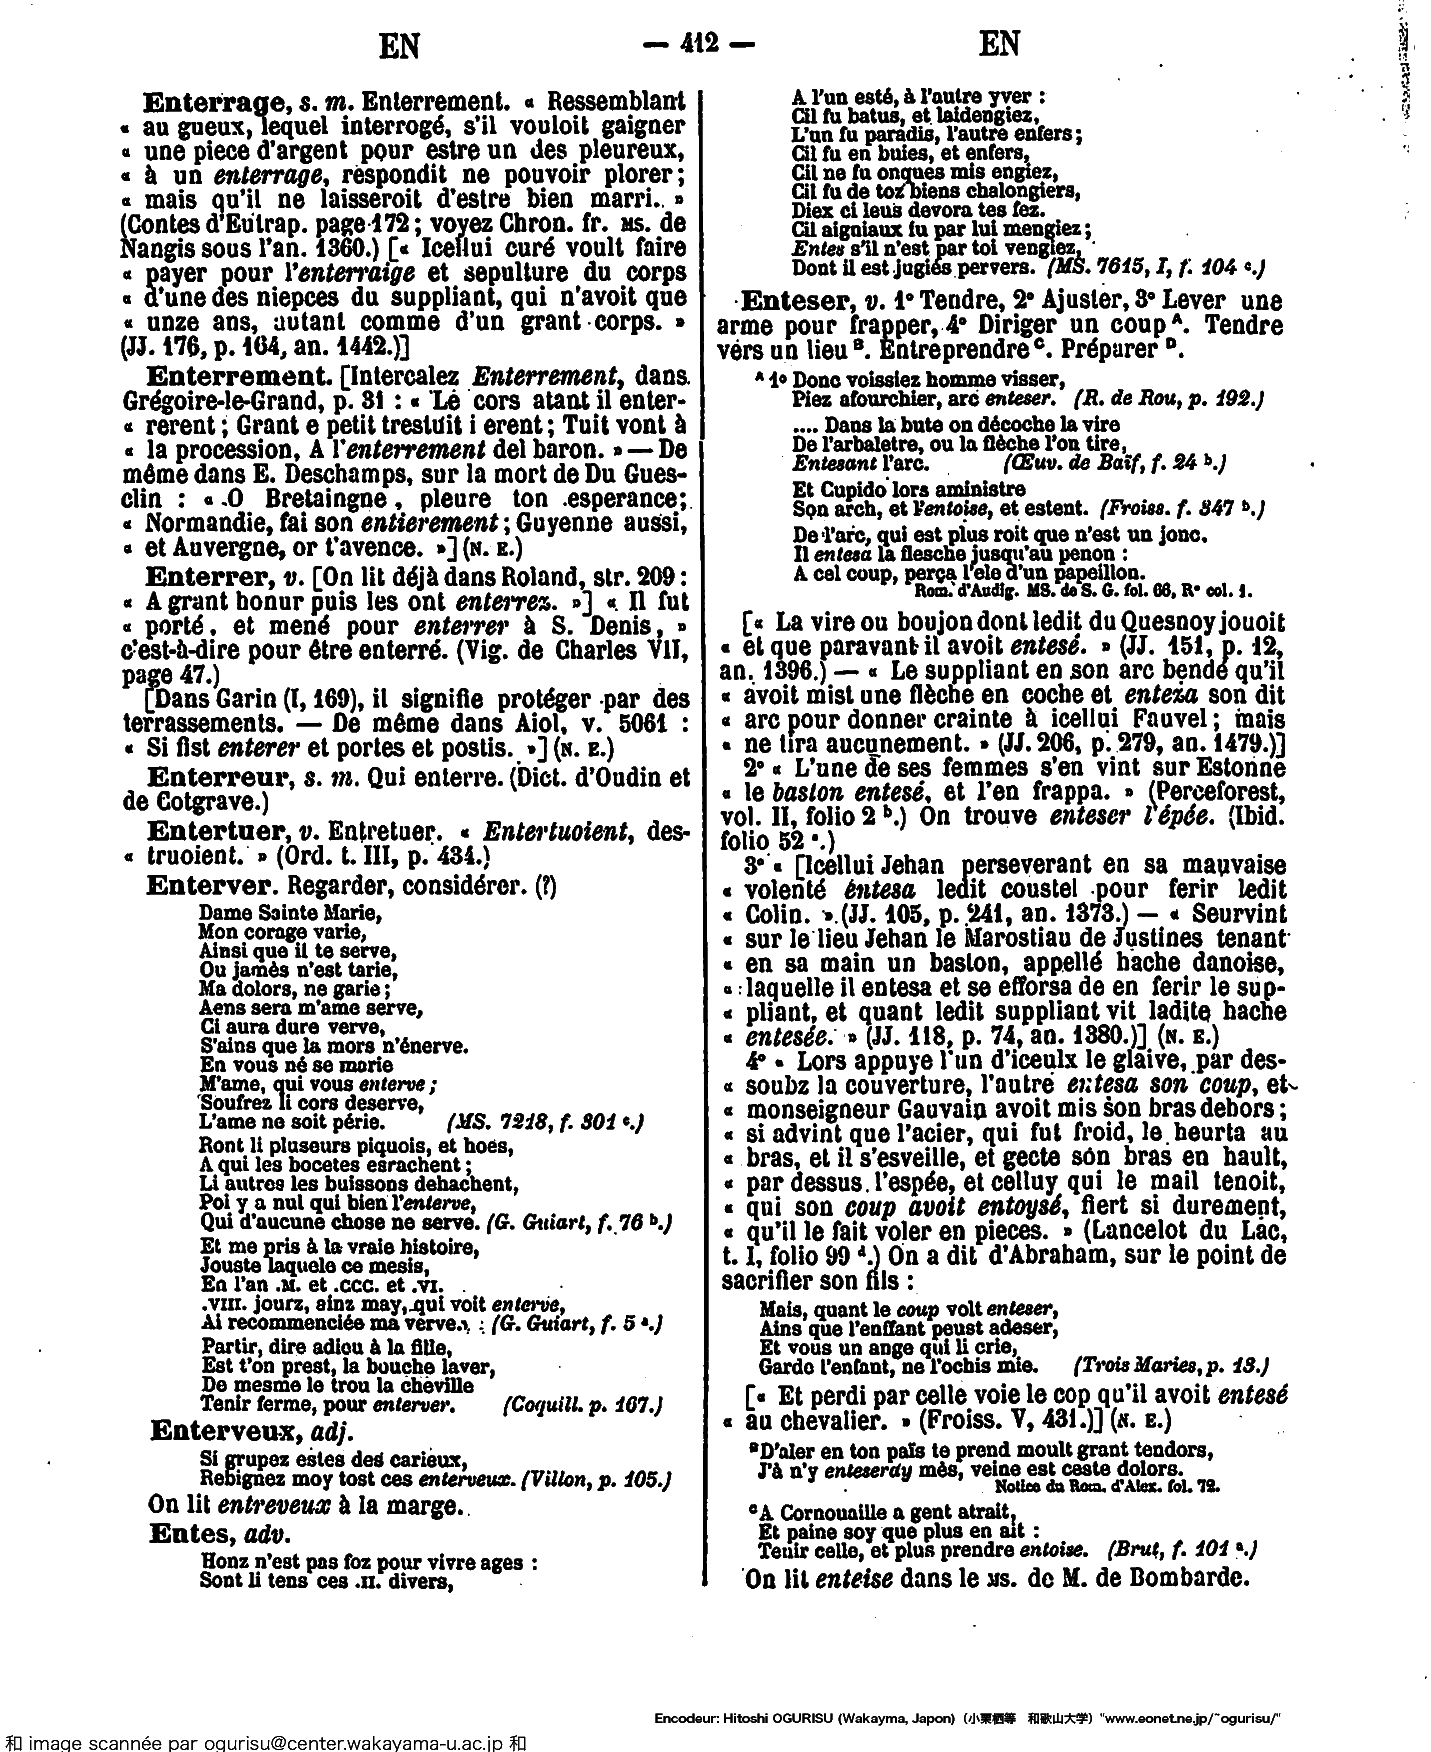 EN
— 412 —
EN
Enterrage, s. m. Enterrement. « Ressemblant
« au gueux, lequel interrogé, s'il vouloit gaigner
« une piece d'argent pour estre un des pleureux,
« à un enterrage, respondit ne pouvoir plorer ;
« mais qu'il ne laisseroit d'estre bien marri. »
(Contes d'Eutrap. page 172 ; voyez Chron. fr. MS. de
Nangis sous l'an. 1360.) [« Icellui curé voult faire
« payer pour l'enterraige et sepulture du corps
« d'une des niepces du suppliant, qui n'avoit que
« unze ans, autant comme d'un grant corps. »
(JJ. 176, p. 164, an. 1442.)]
Enterrement. [Intercalez Enterrement, dans
Grégoire-le-Grand, p. 31 : « Le cors atant il enter-
« rerent ; Grant e petit trestuit i erent ; Tuit vont à
« la procession, A l'enterrement del baron. » — De
même dans E. Deschamps, sur la mort de Du Gues-
clin : « O Bretaingne, pleure ton esperance ;
« Normandie, fai son entierement ; Guyenne aussi,
« et Auvergne, or t'avence. »] (N. E.)
Enterrer, v. [On lit déjà dans Roland, str. 209 :
« A grant honur puis les ont enterrez. »] « Il fut
« porté, et mené pour enterrer à S. Denis, »
c'est-à-dire pour être enterré. (Vig. de Charles VII,
page 47.)
[Dans Garin (I, 169), il signifie protéger par des
terrassements. — De même dans Aiol, v. 5061 :
« Si fist enterer et portes et postis. »] (N. E.)
Enterreur, s. m. Qui enterre. (Dict. d'Oudin et
de Cotgrave.)
Entertuer, v. Entretuer. « Entertuoient, des-
« truoient. » (Ord. t. III, p. 434.)
Enterver. Regarder, considérer. (?)
Dame Sainte Marie,
Mon corage varie,
Ainsi que il te serve,
Ou jamès n'est tarie,
Ma dolors, ne garie ;
Aens sera m'ame serve,
Ci aura dure verve,
S'ains que la mors n'énerve.
En vous né se marie
M'ame, qui vous enterve ;
Soufrez li cors deserve,
L'ame ne soit périe. (MS. 7218, f. 301 c.)
Ront li pluseurs piquois, et hoes,
A qui les bocetes esrachent ;
Li autres les buissons dehachent,
Poi y a nul qui bien l'enterve,
Qui d'aucune chose ne serve. (G. Guiart, f. 76 b.)
Et me pris à la vraie histoire,
Jouste laquele ce mesis,
En l'an .M. et .CCC. et .VI.
.VIII. jourz, ainz may, qui voit enterve,
Ai recommenciée ma verve. (G. Guiart, f. 5 a.)
Partir, dire adiou à la fille,
Est t'on prest, la bouche laver,
De mesme le trou la cheville
Tenir ferme, pour enterver. (Coquill. p. 167.)
Enterveux, adj.
Si grupez estes des carieux,
Rebignez moy tost ces enterveux. (Villon, p. 105.)
On lit entreveux à la marge.
Entes, adv.
Honz n'est pas foz pour vivre ages :
Sont li tens ces .II. divers,
A l'un esté, à l'autre yver :
Cil fu batus, et laidengiez,
L'un fu paradis, l'autre enfers ;
Cil fu en buies, et enfers,
Cil ne fu onques mis engiez,
Cil fu de toz biens chalongiers,
Diex ci leus devora tes fez.
Cil aigniaux fu par lui mengiez ;
Entes s'il n'est par toi vengiez,
Dont il est jugiés pervers. (MS. 7615, I, f. 104 c.)
Enteser, v. 1° Tendre, 2° Ajuster, 3° Lever une
arme pour frapper, 4° Diriger un coup A. Tendre
vers un lieu B. Entreprendre C. Préparer D.
A 1° Donc voissiez homme visser,
Piez afourchier, arc enteser. (R. de Rou, p. 192.)
.... Dans la bute on décoche la vire
De l'arbaletre, ou la flèche l'on tire,
Entesant l'arc. (Œuv. de Baïf, f. 24 b.)
Et Cupido lors aministre
Son arch, et l'entoise, et estent. (Froiss. f. 347 b.)
De l'arc, qui est plus roit que n'est un jonc.
Il entesa la flesche jusqu'au penon :
A cel coup, perça l'ele d'un papeillon.
Rom. d'Audig. MS. de S. G. fol. 66, R° col. 1.
[« La vire ou boujon dont ledit du Quesnoy jouoit
« et que paravant il avoit entesé. » (JJ. 151, p. 12,
an. 1396.) — « Le suppliant en son arc bendé qu'il
« avoit mist une flèche en coche et enteza son dit
« arc pour donner crainte à icellui Fauvel ; mais
« ne tira aucunement. » (JJ. 206, p. 279, an. 1479.)]
2° « L'une de ses femmes s'en vint sur Estonne
« le baston entesé, et l'en frappa. » (Perceforest,
vol. II, folio 2 b.) On trouve enteser l'épée. (Ibid.
folio 52 a.)
3° « [Icellui Jehan perseverant en sa mauvaise
« volenté entesa ledit coustel pour ferir ledit
« Colin. » (JJ. 105, p. 241, an. 1373.) — « Seurvint
« sur le lieu Jehan le Marostiau de Justines tenant
« en sa main un baston, appellé hache danoise,
« laquelle il entesa et se efforsa de en ferir le sup-
« pliant, et quant ledit suppliant vit ladite hache
« entesée. » (JJ. 118, p. 74, an. 1380.)] (N. E.)
4° « Lors appuye l'un d'iceulx le glaive, par des-
« soubz la couverture, l'autre entesa son coup, et
« monseigneur Gauvain avoit mis son bras dehors ;
« si advint que l'acier, qui fut froid, le heurta au
« bras, et il s'esveille, et gecte son bras en hault,
« par dessus l'espée, et celluy qui le mail tenoit,
« qui son coup avoit entoysé, fiert si durement,
« qu'il le fait voler en pieces. » (Lancelot du Lac,
t. I, folio 99 d.) On a dit d'Abraham, sur le point de
sacrifier son fils :
Mais, quant le coup volt enteser,
Ains que l'enffant peust adeser,
Et vous un ange qui li crie,
Garde l'enfant, ne l'ochis mie. (Trois Maries, p. 13.)
[« Et perdi par celle voie le cop qu'il avoit entesé
« au chevalier. » (Froiss. V, 431.)] (N. E.)
B D'aler en ton païs te prend moult grant tendors,
J'à n'y enteserdy mès, veine est ceste dolors.
Notice du Rom. d'Alex. fol. 72.
C A Cornouaille a gent atrait,
Et paine soy que plus en ait :
Tenir celle, et plus prendre entoise. (Brut, f. 101 a.)
On lit enteise dans le MS. de M. de Bombarde.
Encodeur: Hitoshi OGURISU (Wakayma, Japon) (小栗栖等 和歌山大学) "www.eonet.ne.jp/~ogurisu/"
和 image scannée par ogurisu@center.wakayama-u.ac.jp 和